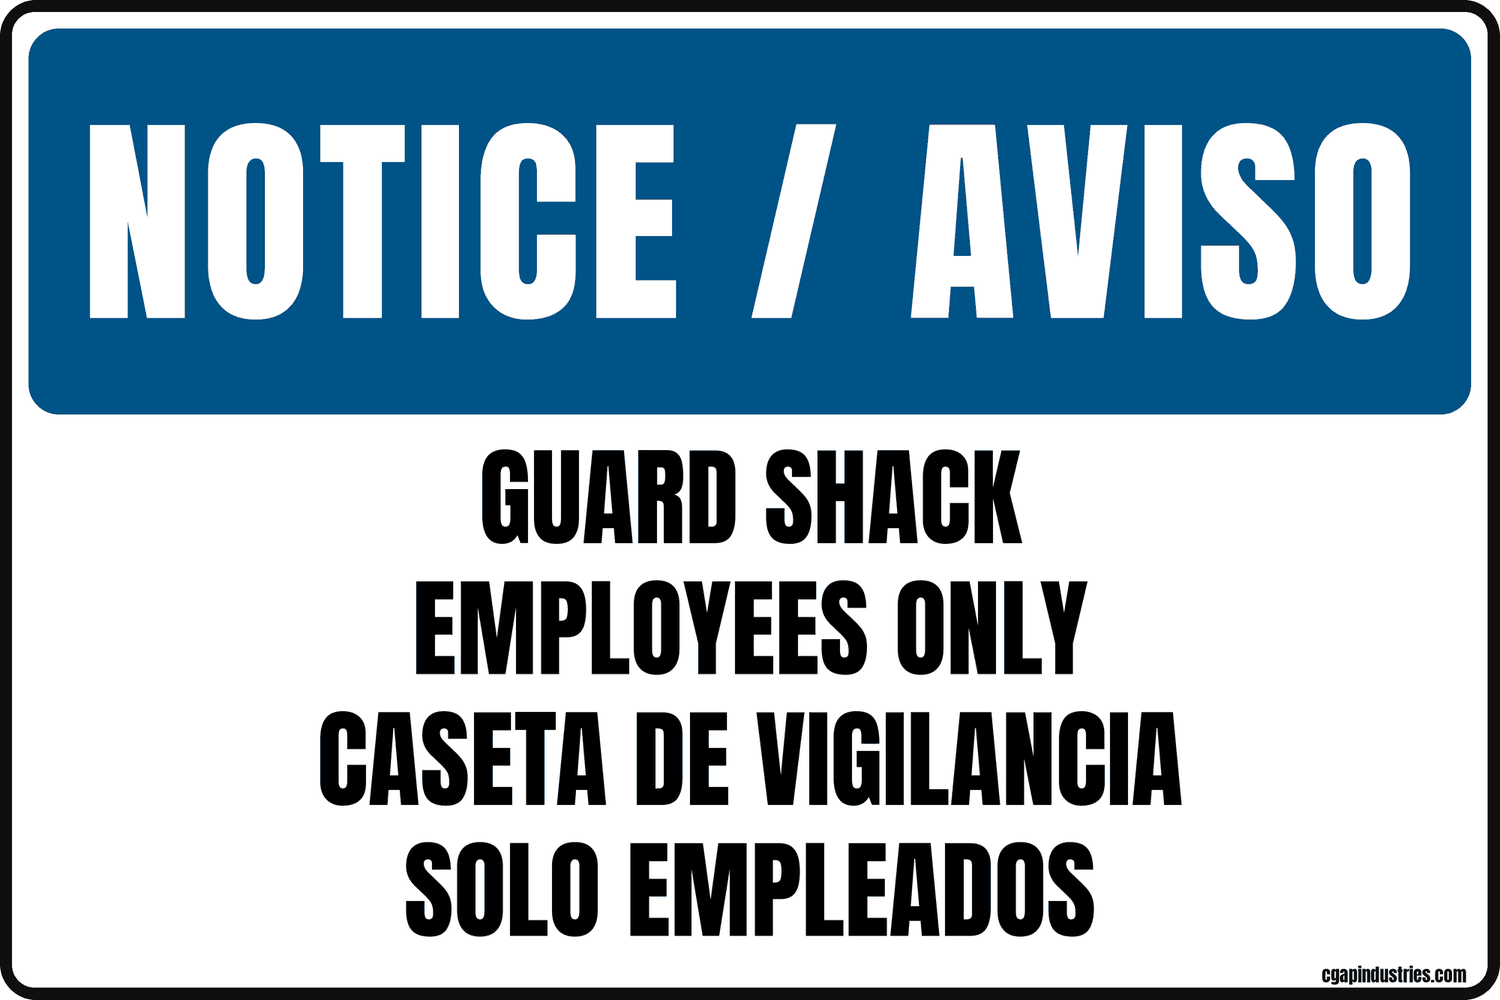 NOTICE / AVISO
GUARD SHACK
EMPLOYEES ONLY
CASETA DE VIGILANCIA
SOLO EMPLEADOS
cgapindustries.com